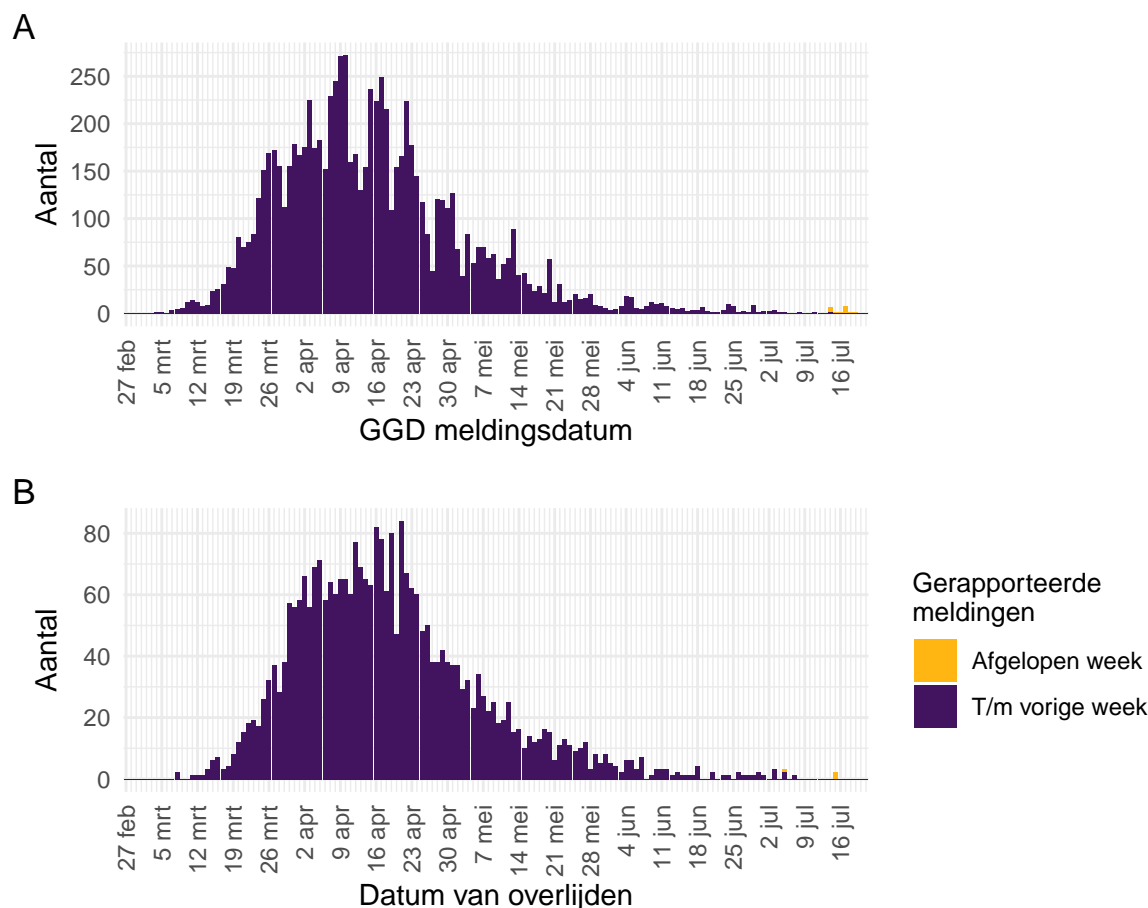 A
Aantal
250
200
150
100
50
0
27 feb
5 mrt
12 mrt
19 mrt
26 mrt
2 apr
9 apr
16 apr
23 apr
30 apr
7 mei
14 mei
21 mei
28 mei
4 jun
11 jun
18 jun
25 jun
2 jul
9 jul
16 jul
GGD meldingsdatum
B
Aantal
80
60
40
20
0
27 feb
5 mrt
12 mrt
19 mrt
26 mrt
2 apr
9 apr
16 apr
23 apr
30 apr
7 mei
14 mei
21 mei
28 mei
4 jun
11 jun
18 jun
25 jun
2 jul
9 jul
16 jul
Datum van overlijden
Gerapporteerde
meldingen
Afgelopen week
T/m vorige week